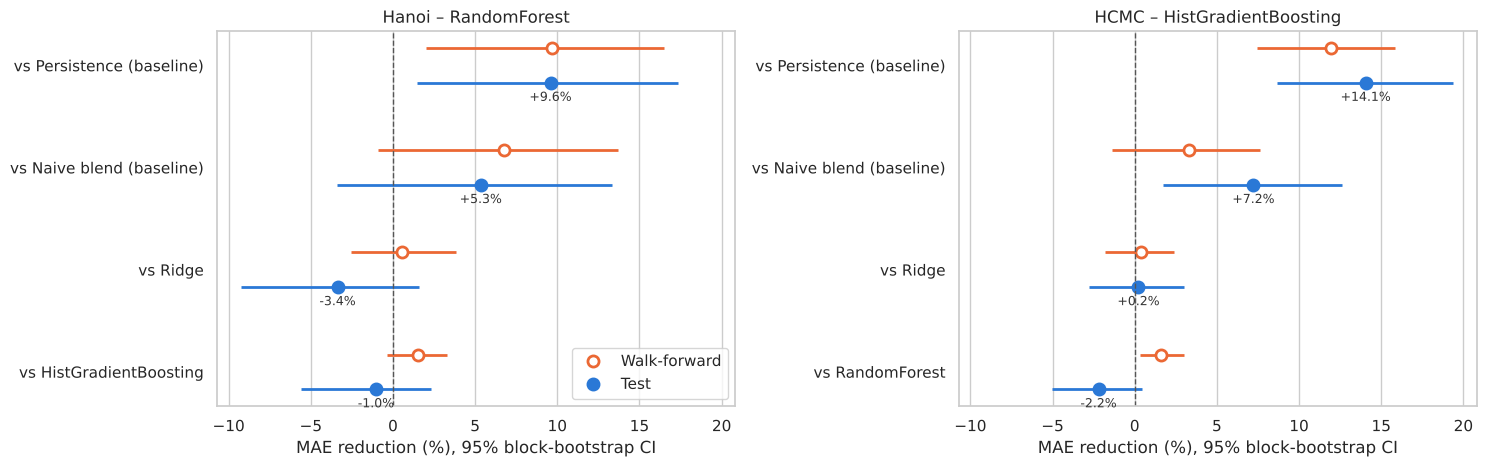 Hanoi – RandomForest
vs Persistence (baseline)
+9.6%
vs Naive blend (baseline)
+5.3%
vs Ridge
-3.4%
vs HistGradientBoosting
-1.0%
Walk-forward
Test
−10 −5 0 5 10 15 20
MAE reduction (%), 95% block-bootstrap CI
HCMC – HistGradientBoosting
vs Persistence (baseline)
+14.1%
vs Naive blend (baseline)
+7.2%
vs Ridge
+0.2%
vs RandomForest
-2.2%
−10 −5 0 5 10 15 20
MAE reduction (%), 95% block-bootstrap CI